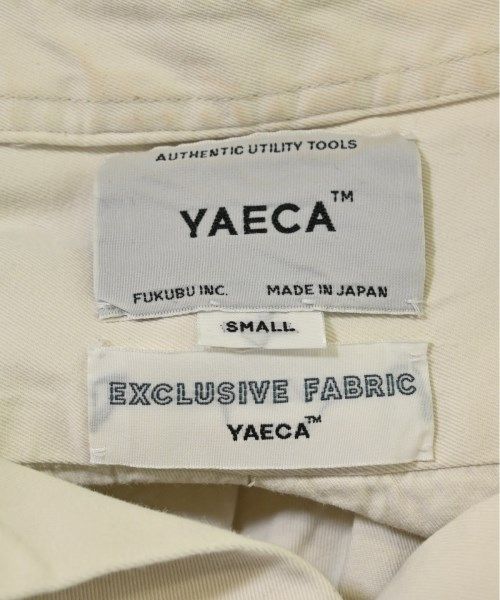 AUTHENTIC UTILITY TOOLS
YAECA™
FUKUBU INC. MADE IN JAPAN
SMALL
EXCLUSIVE FABRIC
YAECA™